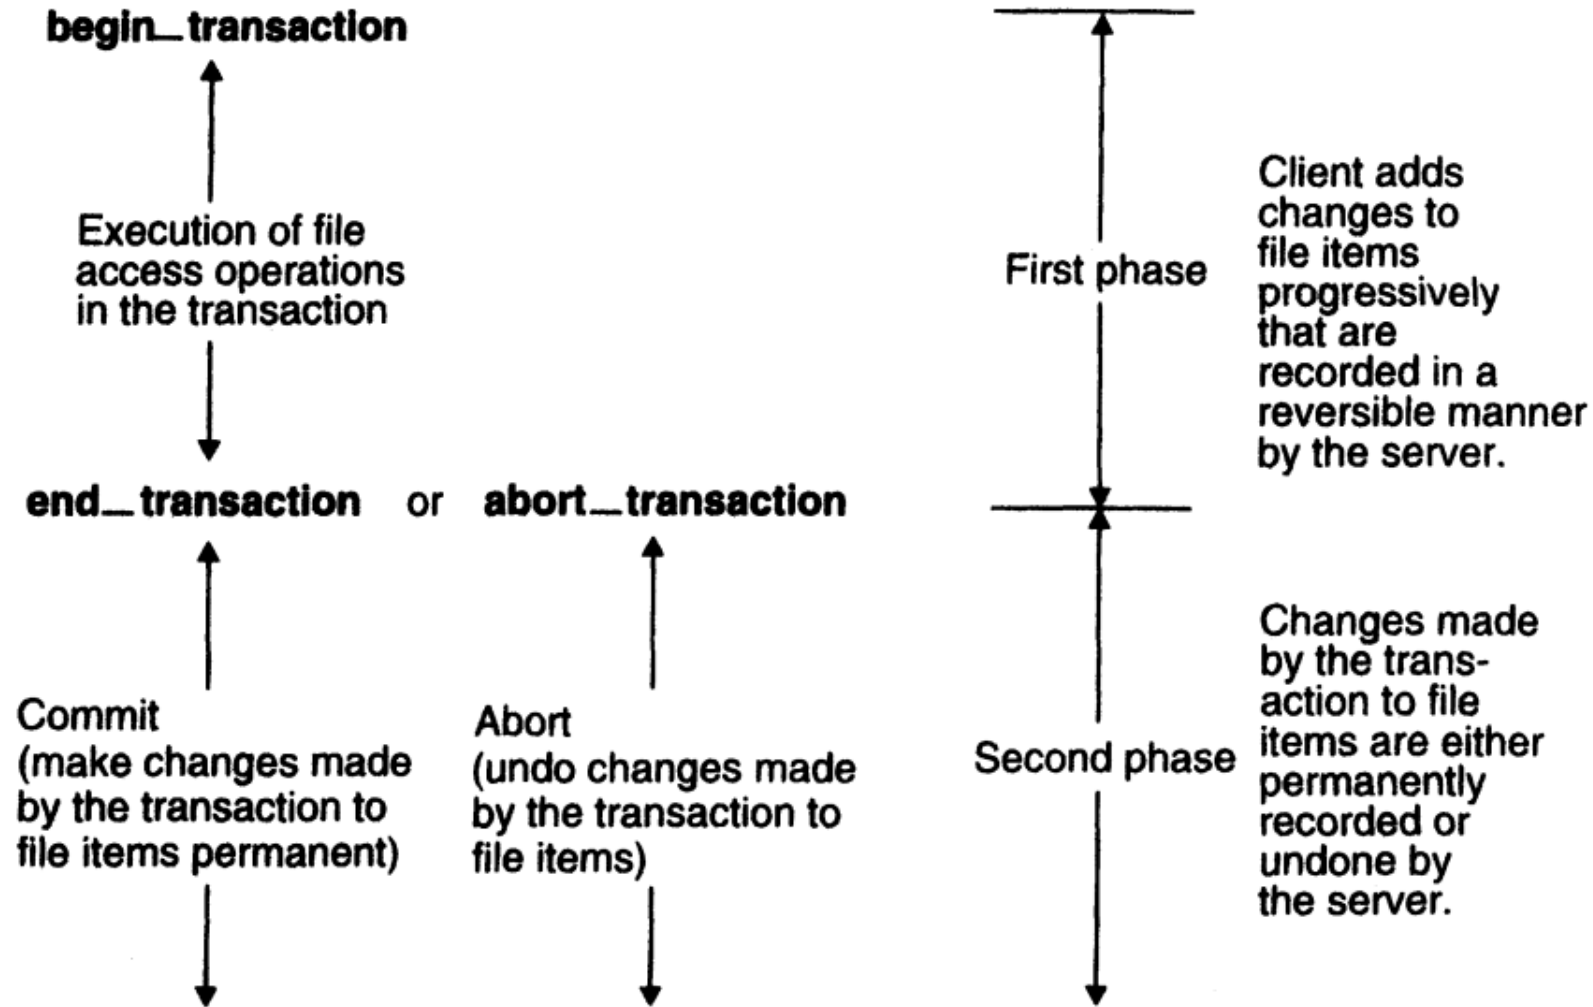 begin_transaction
Execution of file
access operations
in the transaction
First phase
Client adds
changes to
file items
progressively
that are
recorded in a
reversible manner
by the server.
end_transaction or abort_transaction
Commit
(make changes made
by the transaction to
file items permanent)
Abort
(undo changes made
by the transaction to
file items)
Second phase
Changes made
by the trans-
action to file
items are either
permanently
recorded or
undone by
the server.